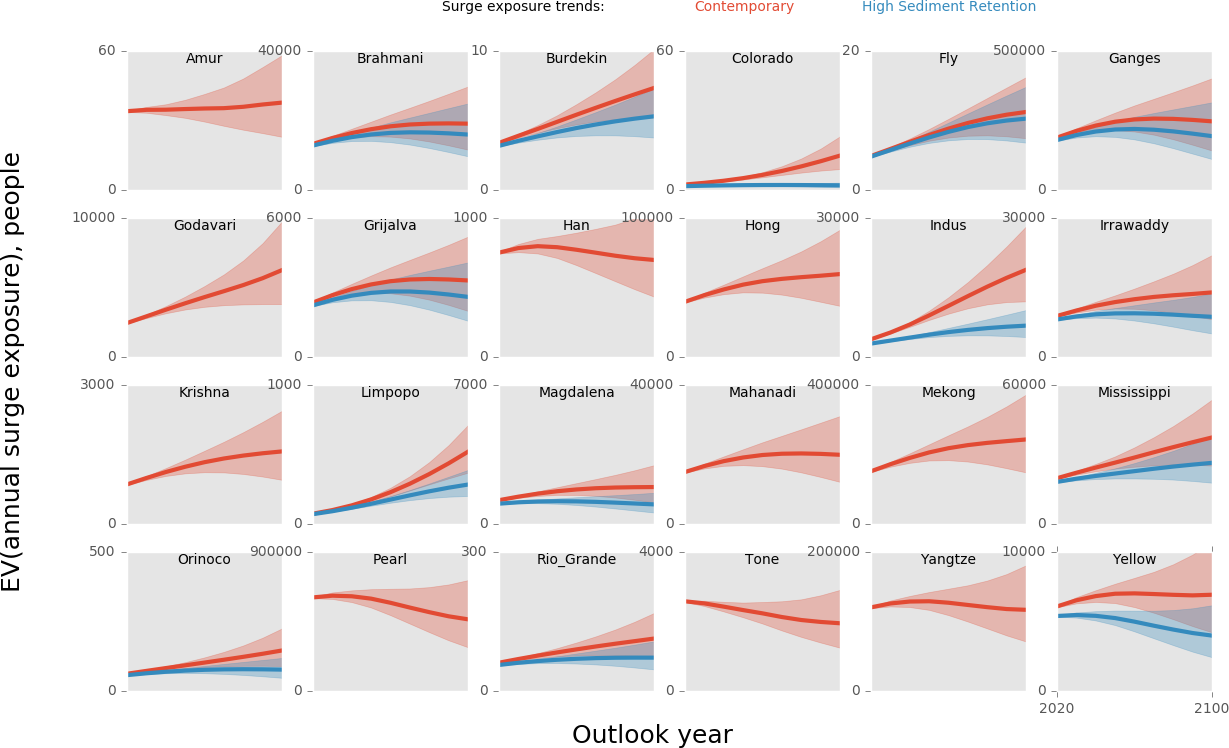 Surge exposure trends: Contemporary High Sediment Retention
60 40000 10 60 20 500000
Amur Brahmani Burdekin Colorado Fly Ganges
0 0 0 0 0 0
10000 6000 1000 100000 30000 30000
Godavari Grijalva Han Hong Indus Irrawaddy
0 0 0 0 0 0
3000 1000 7000 40000 400000 60000
Krishna Limpopo Magdalena Mahanadi Mekong Mississippi
0 0 0 0 0 0
500 900000 300 4000 200000 10000
Orinoco Pearl Rio_Grande Tone Yangtze Yellow
0 0 0 0 0 0
2020 2100
Outlook year
EV(annual surge exposure), people